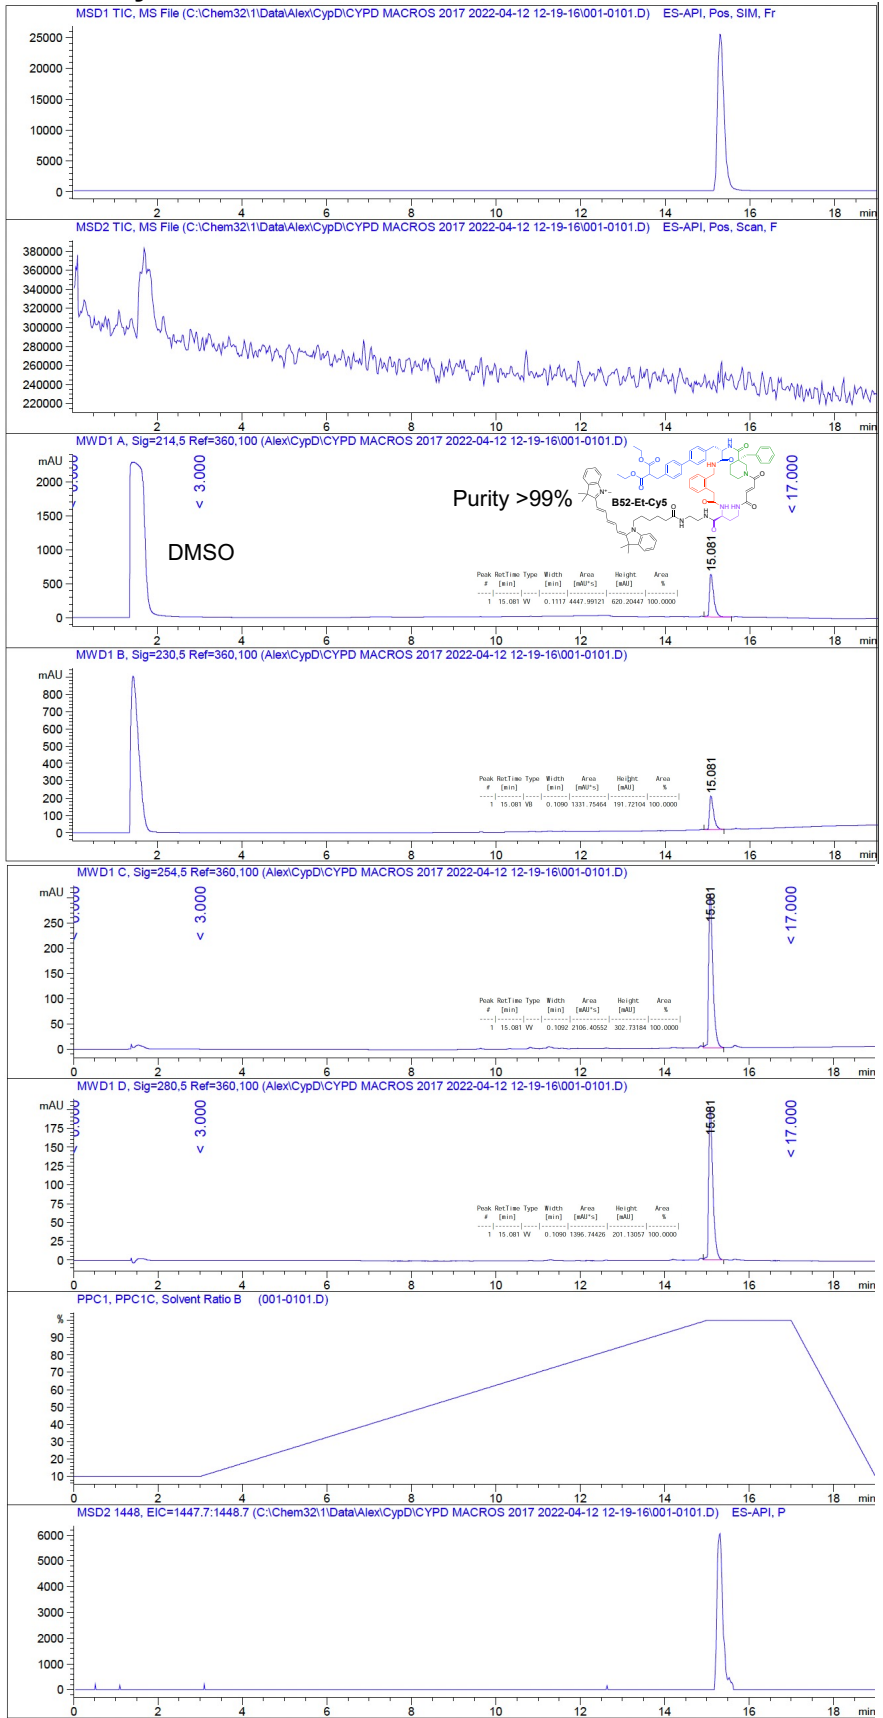 MSD1 TIC, MS File (C:\Chem32\1\Data\Alex\CypD\CYPD MACROS 2017 2022-04-12 12-19-16\001-0101.D) ES-API, Pos, SIM, Fr
25000
20000
15000
10000
5000
0
2 4 6 8 10 12 14 16 18 min
MSD2 TIC, MS File (C:\Chem32\1\Data\Alex\CypD\CYPD MACROS 2017 2022-04-12 12-19-16\001-0101.D) ES-API, Pos, Scan, F
380000
360000
340000
320000
300000
280000
260000
240000
220000
0 2 4 6 8 10 12 14 16 18 min
MWD1 A, Sig=214,5 Ref=360,100 (Alex\CypD\CYPD MACROS 2017 2022-04-12 12-19-16\001-0101.D)
mAU
2000
1500
1000
500
0
< 3.000
< 17.000
Purity >99%
B52-Et-Cy5
DMSO
15.081
Peak RetTime Type Width Area Height Area
# [min] [min] [mAU*s] [mAU] %
1 15.081 VV 0.1117 4447.99121 620.20447 100.0000
0 2 4 6 8 10 12 14 16 18 min
MWD1 B, Sig=230,5 Ref=360,100 (Alex\CypD\CYPD MACROS 2017 2022-04-12 12-19-16\001-0101.D)
mAU
800
700
600
500
400
300
200
100
0
15.081
Peak RetTime Type Width Area Height Area
# [min] [min] [mAU*s] [mAU] %
1 15.081 VB 0.1090 1331.75464 191.72104 100.0000
0 2 4 6 8 10 12 14 16 18 min
MWD1 C, Sig=254,5 Ref=360,100 (Alex\CypD\CYPD MACROS 2017 2022-04-12 12-19-16\001-0101.D)
mAU
250
200
150
100
50
0
< 3.000
15.081
< 17.000
Peak RetTime Type Width Area Height Area
# [min] [min] [mAU*s] [mAU] %
1 15.081 VV 0.1092 2106.40552 302.73184 100.0000
0 2 4 6 8 10 12 14 16 18 min
MWD1 D, Sig=280,5 Ref=360,100 (Alex\CypD\CYPD MACROS 2017 2022-04-12 12-19-16\001-0101.D)
mAU
175
150
125
100
75
50
25
0
< 3.000
15.081
< 17.000
Peak RetTime Type Width Area Height Area
# [min] [min] [mAU*s] [mAU] %
1 15.081 VV 0.1090 1396.74426 201.13057 100.0000
0 2 4 6 8 10 12 14 16 18 min
PPC1, PPC1C, Solvent Ratio B (001-0101.D)
%
90
80
70
60
50
40
30
20
10
0 2 4 6 8 10 12 14 16 18 min
MSD2 1448, EIC=1447.7:1448.7 (C:\Chem32\1\Data\Alex\CypD\CYPD MACROS 2017 2022-04-12 12-19-16\001-0101.D) ES-API, P
6000
5000
4000
3000
2000
1000
0
0 2 4 6 8 10 12 14 16 18 min